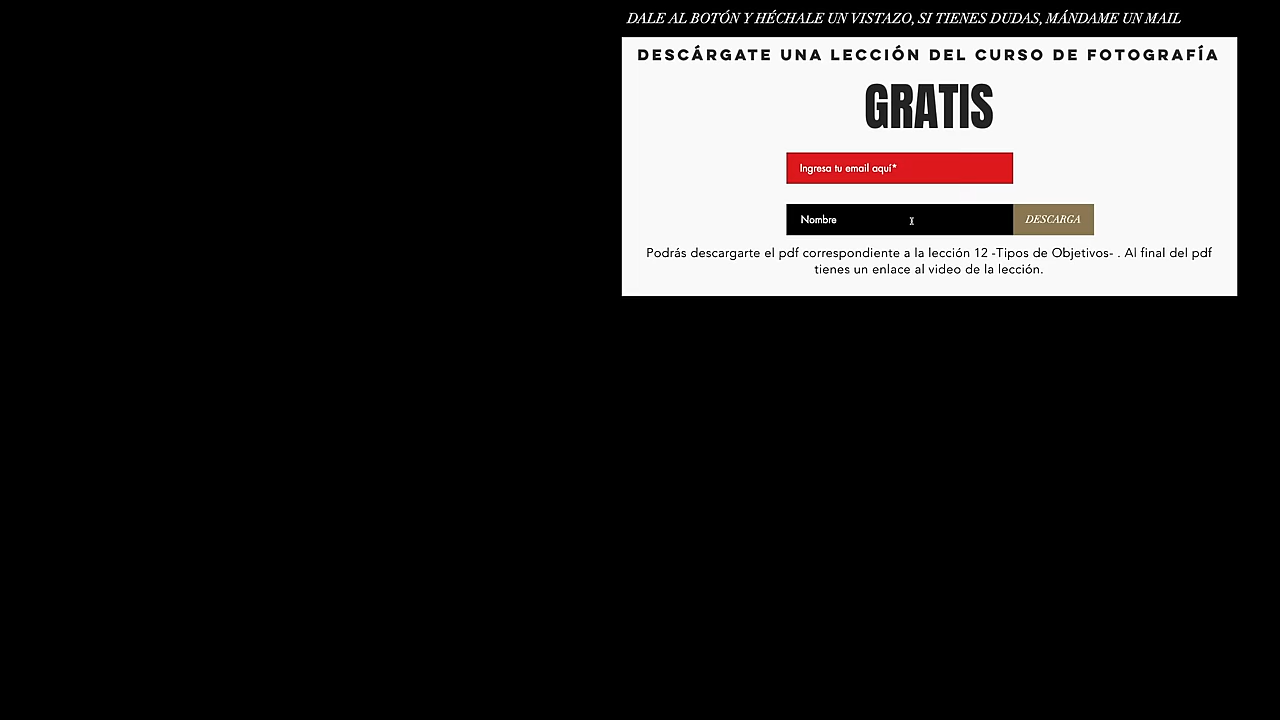 DALE AL BOTÓN Y HÉCHALE UN VISTAZO, SI TIENES DUDAS, MÁNDAME UN MAIL
DESCÁRGATE UNA LECCIÓN DEL CURSO DE FOTOGRAFÍA
GRATIS
Ingresa tu email aquí*
Nombre
DESCARGA
Podrás descargarte el pdf correspondiente a la lección 12 -Tipos de Objetivos- . Al final del pdf
tienes un enlace al video de la lección.